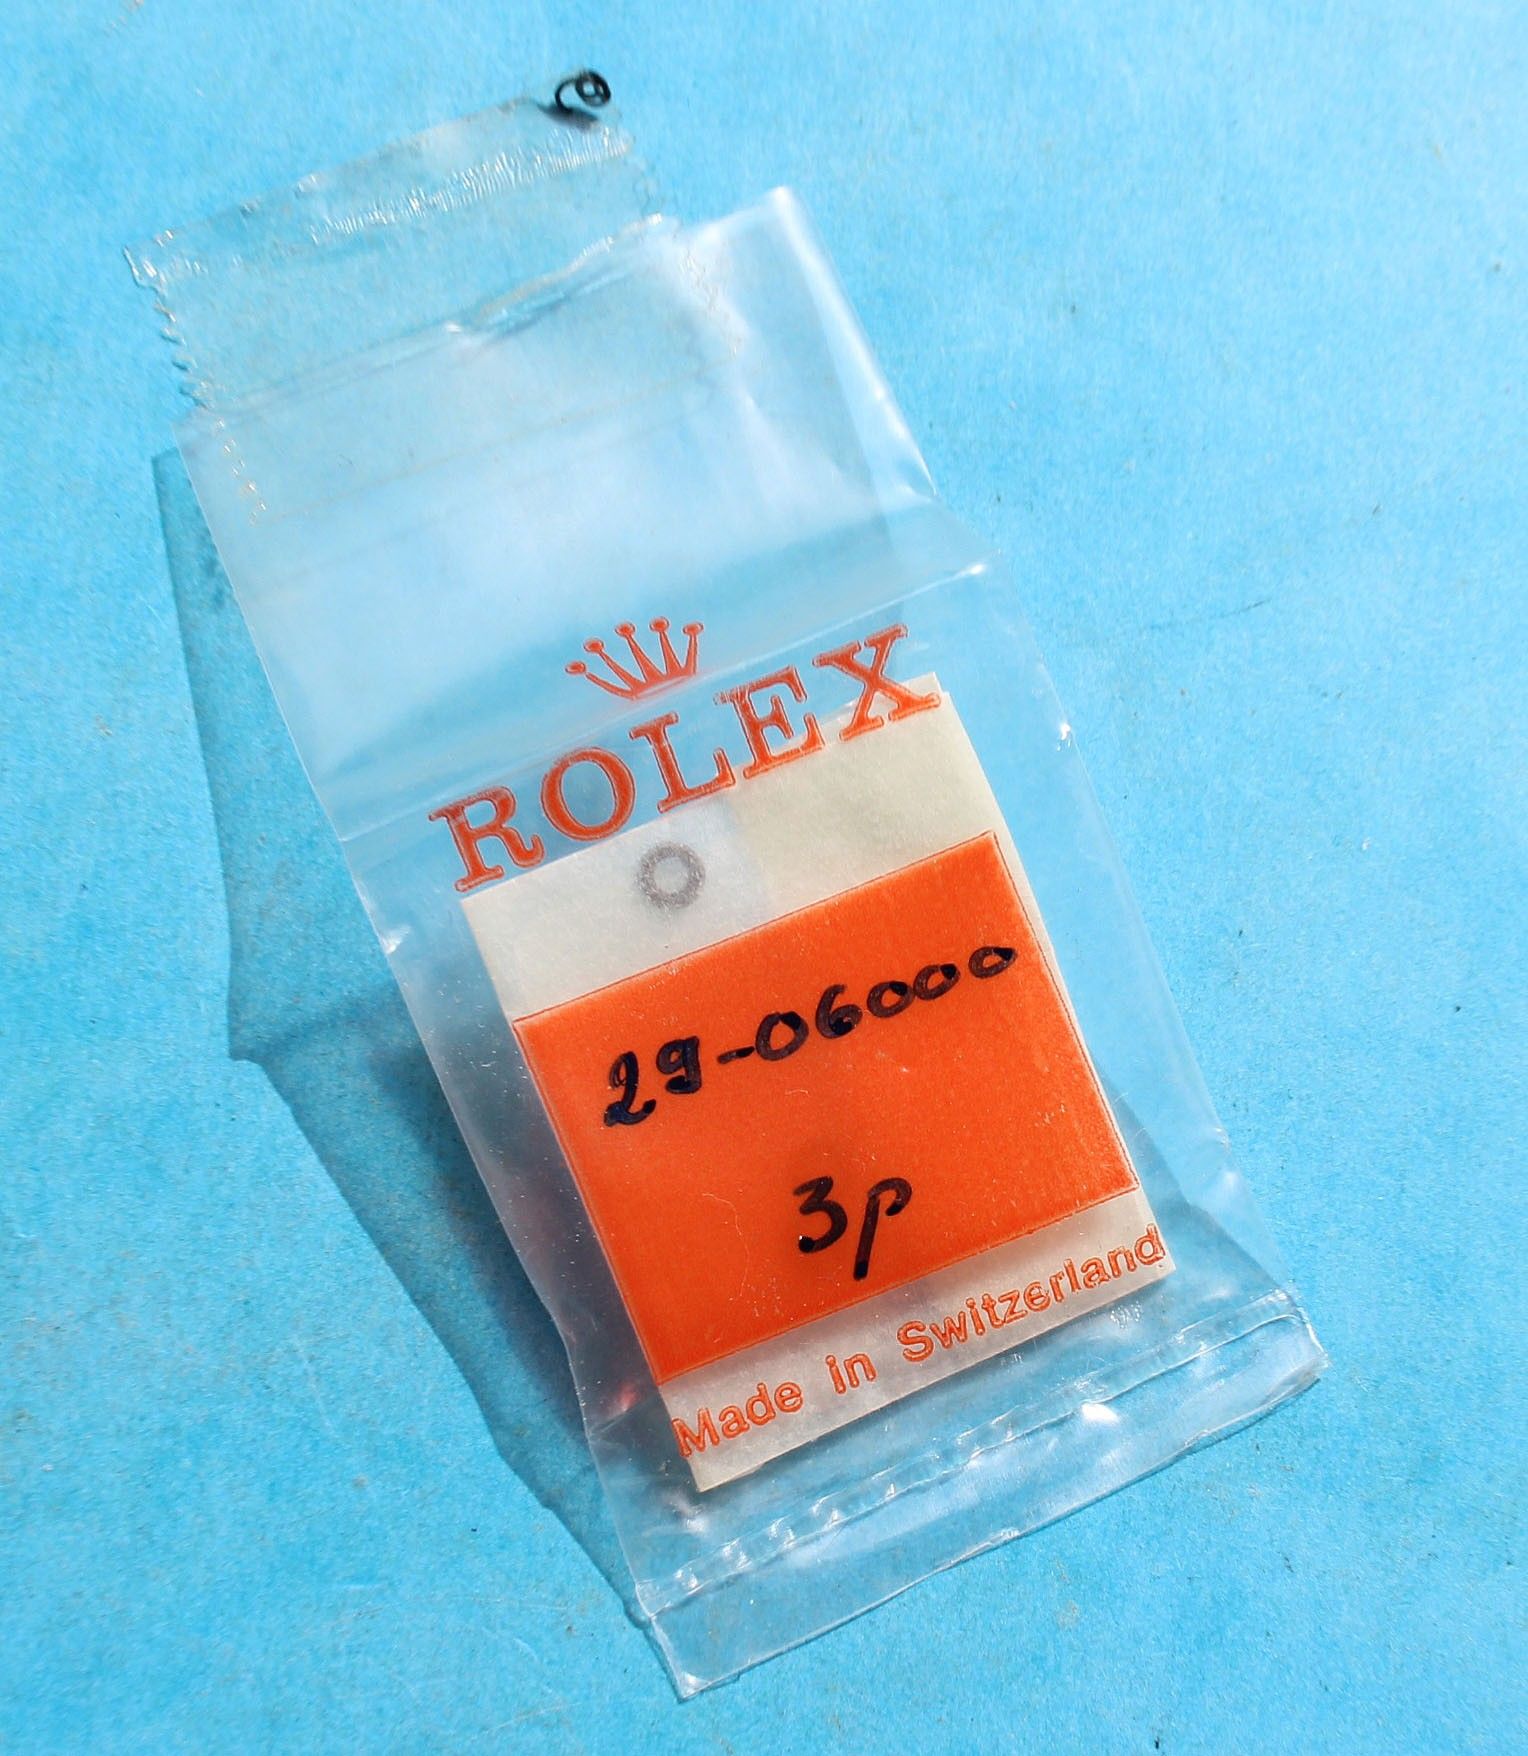 ROLEX
29-06000
3p
Made in Switzerland